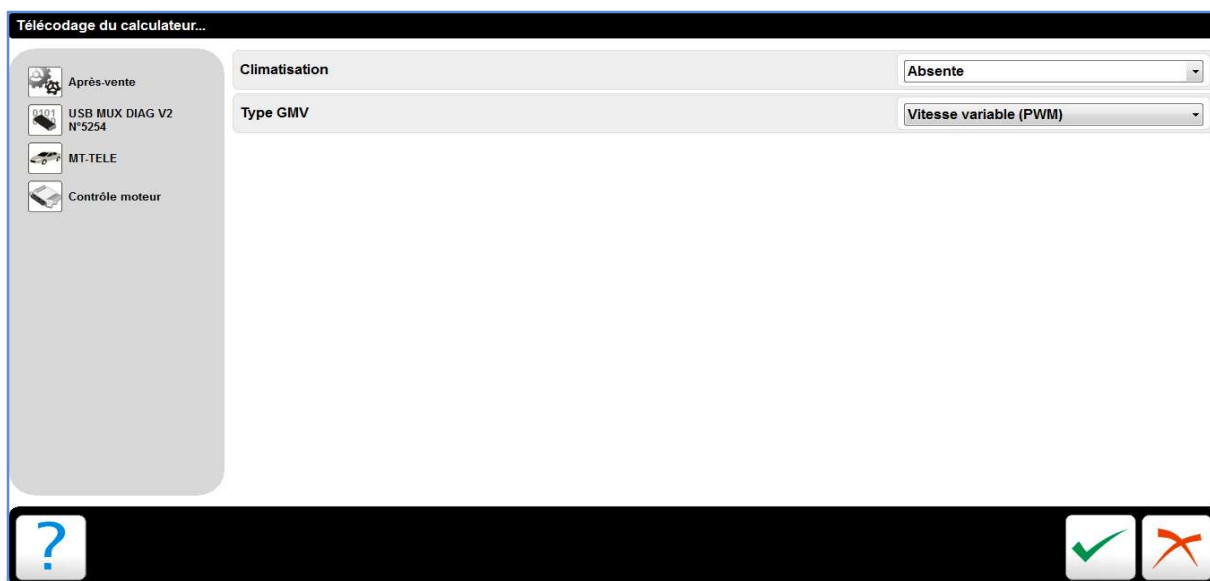 Télécodage du calculateur...
Après-vente
USB MUX DIAG V2
N°5254
MT-TELE
Contrôle moteur
Climatisation
Absente
Type GMV
Vitesse variable (PWM)
?